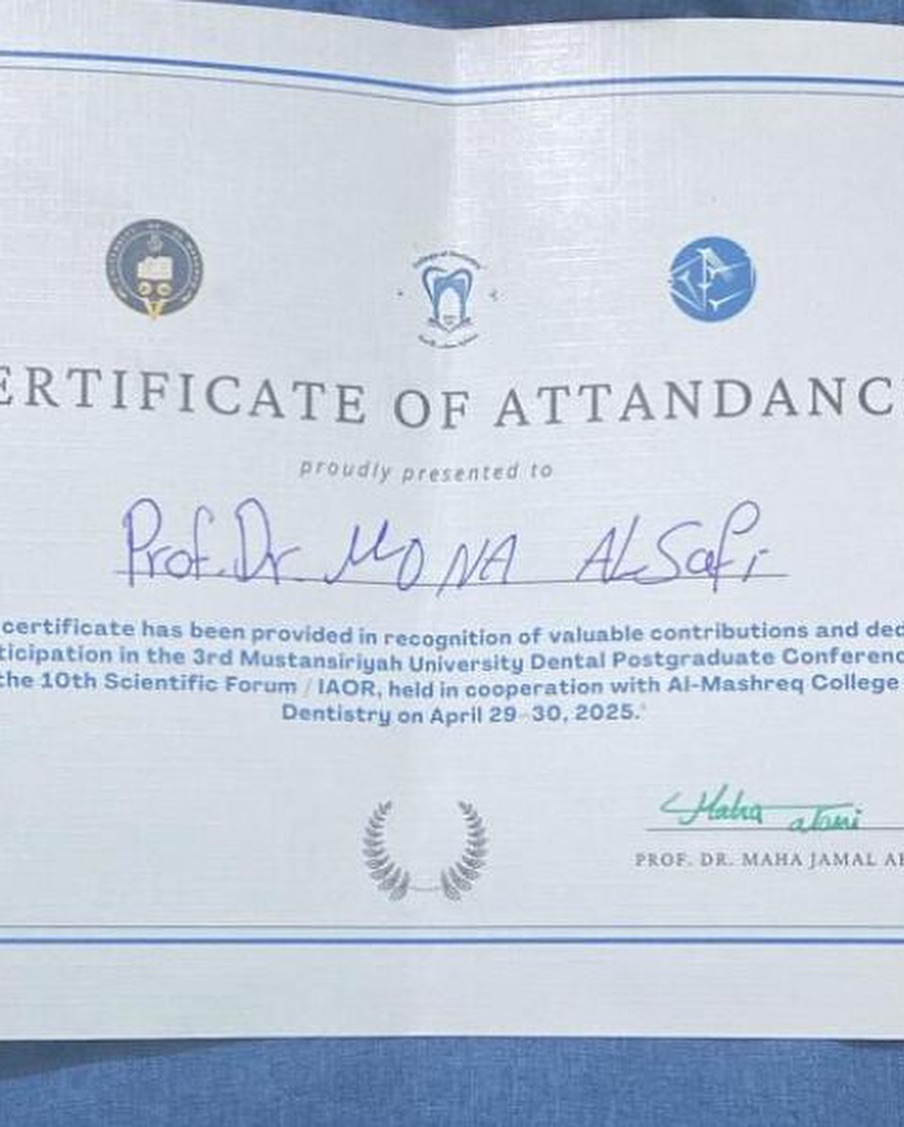 ERTIFICATE OF ATTANDANC
proudly presented to
Prof. Dr MONA ALSafi
certificate has been provided in recognition of valuable contributions and ded
ticipation in the 3rd Mustansiriyah University Dental Postgraduate Conferenc
the 10th Scientific Forum / IAOR, held in cooperation with Al-Mashreq College
Dentistry on April 29-30, 2025.
Maha
PROF. DR. MAHA JAMAL A